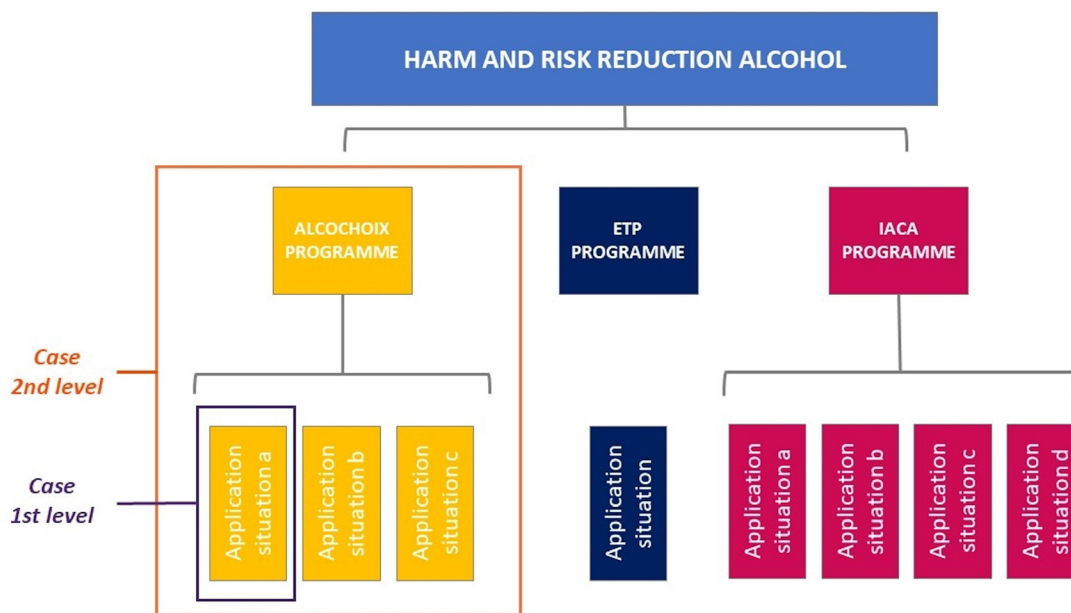 HARM AND RISK REDUCTION ALCOHOL
ALCOCHOIX
PROGRAMME
ETP
PROGRAMME
IACA
PROGRAMME
Case
2nd level
Case
1st level
Application
situation a
Application
situation b
Application
situation c
Application
situation
Application
situation a
Application
situation b
Application
situation c
Application
situation d